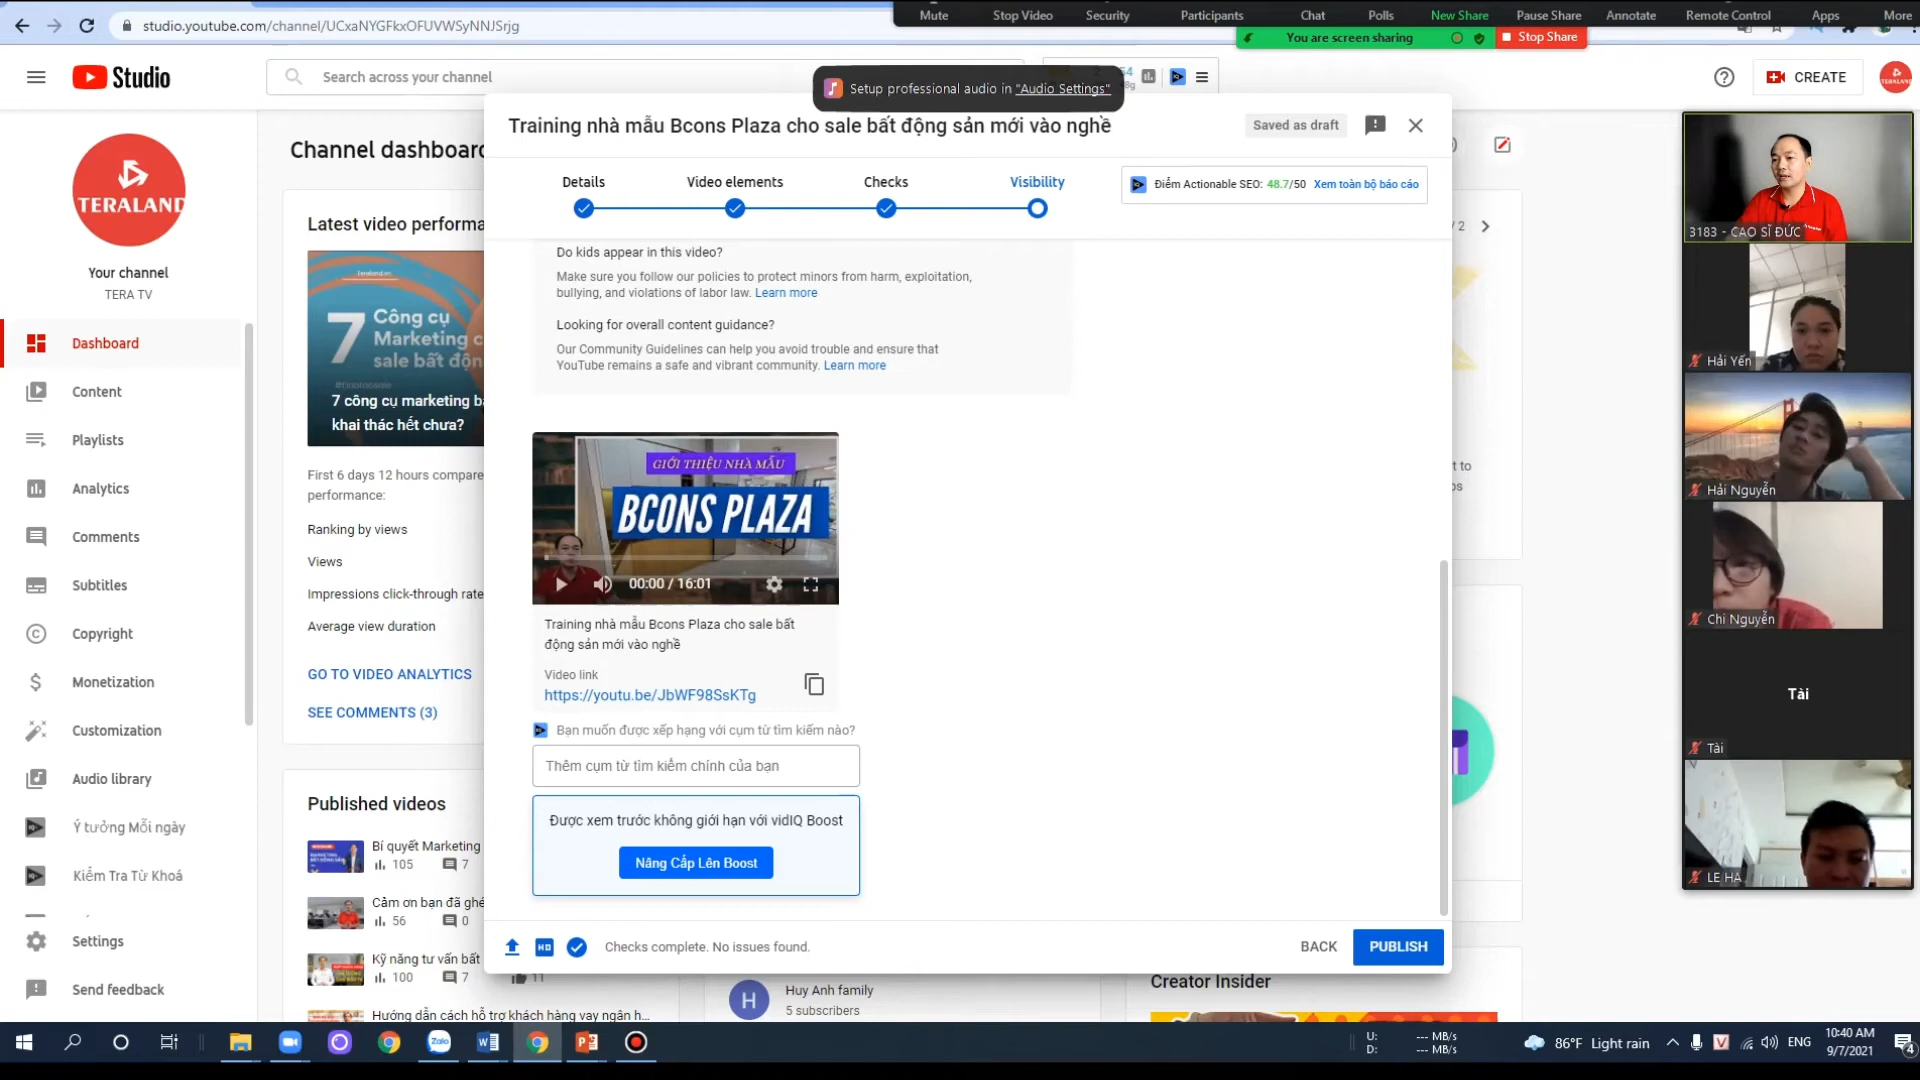 studio.youtube.com/channel/UCxaNYGFkxOFUVWSyNNJSrjg
Mute
Stop Video
Security
Participants
Chat
Polls
New Share
Pause Share
Annotate
Remote Control
Apps
More
You are screen sharing
Stop Share
Studio
Search across your channel
Setup professional audio in "Audio Settings"
CREATE
TERALAND
Your channel
TERA TV
Dashboard
Content
Playlists
Analytics
Comments
Subtitles
Copyright
Monetization
Customization
Audio library
Ý tưởng Mỗi ngày
Kiểm Tra Từ Khoá
Settings
Send feedback
Channel dashboard
Latest video performa
7
Công cụ
Marketing c
sale bất độn
7 công cụ marketing b
khai thác hết chưa?
First 6 days 12 hours compare
performance:
Ranking by views
Views
Impressions click-through rate
Average view duration
GO TO VIDEO ANALYTICS
SEE COMMENTS (3)
Published videos
Bí quyết Marketing
105
7
Cảm ơn bạn đã ghé
56
0
Kỹ năng tư vấn bất
100
7
11
Hướng dẫn cách hỗ trợ khách hàng vay ngân h...
Training nhà mẫu Bcons Plaza cho sale bất động sản mới vào nghề
Saved as draft
Details
Video elements
Checks
Visibility
Điểm Actionable SEO: 48.7/50 Xem toàn bộ báo cáo
Do kids appear in this video?
Make sure you follow our policies to protect minors from harm, exploitation,
bullying, and violations of labor law. Learn more
Looking for overall content guidance?
Our Community Guidelines can help you avoid trouble and ensure that
YouTube remains a safe and vibrant community. Learn more
GIỚI THIỆU NHÀ MẪU
BCONS PLAZA
00:00 / 16:01
Training nhà mẫu Bcons Plaza cho sale bất
động sản mới vào nghề
Video link
https://youtu.be/JbWF98SsKTg
Bạn muốn được xếp hạng với cụm từ tìm kiếm nào?
Thêm cụm từ tìm kiếm chính của bạn
Được xem trước không giới hạn với vidIQ Boost
Nâng Cấp Lên Boost
HD
Checks complete. No issues found.
BACK
PUBLISH
/ 2
H
Huy Anh family
5 subscribers
Creator Insider
3183 - CAO SĨ ĐỨC
Hải Yến
Hải Nguyễn
Chi Nguyễn
Tài
Tài
LE HA
U:
D:
--- MB/s
--- MB/s
86°F Light rain
ENG
10:40 AM
9/7/2021
4